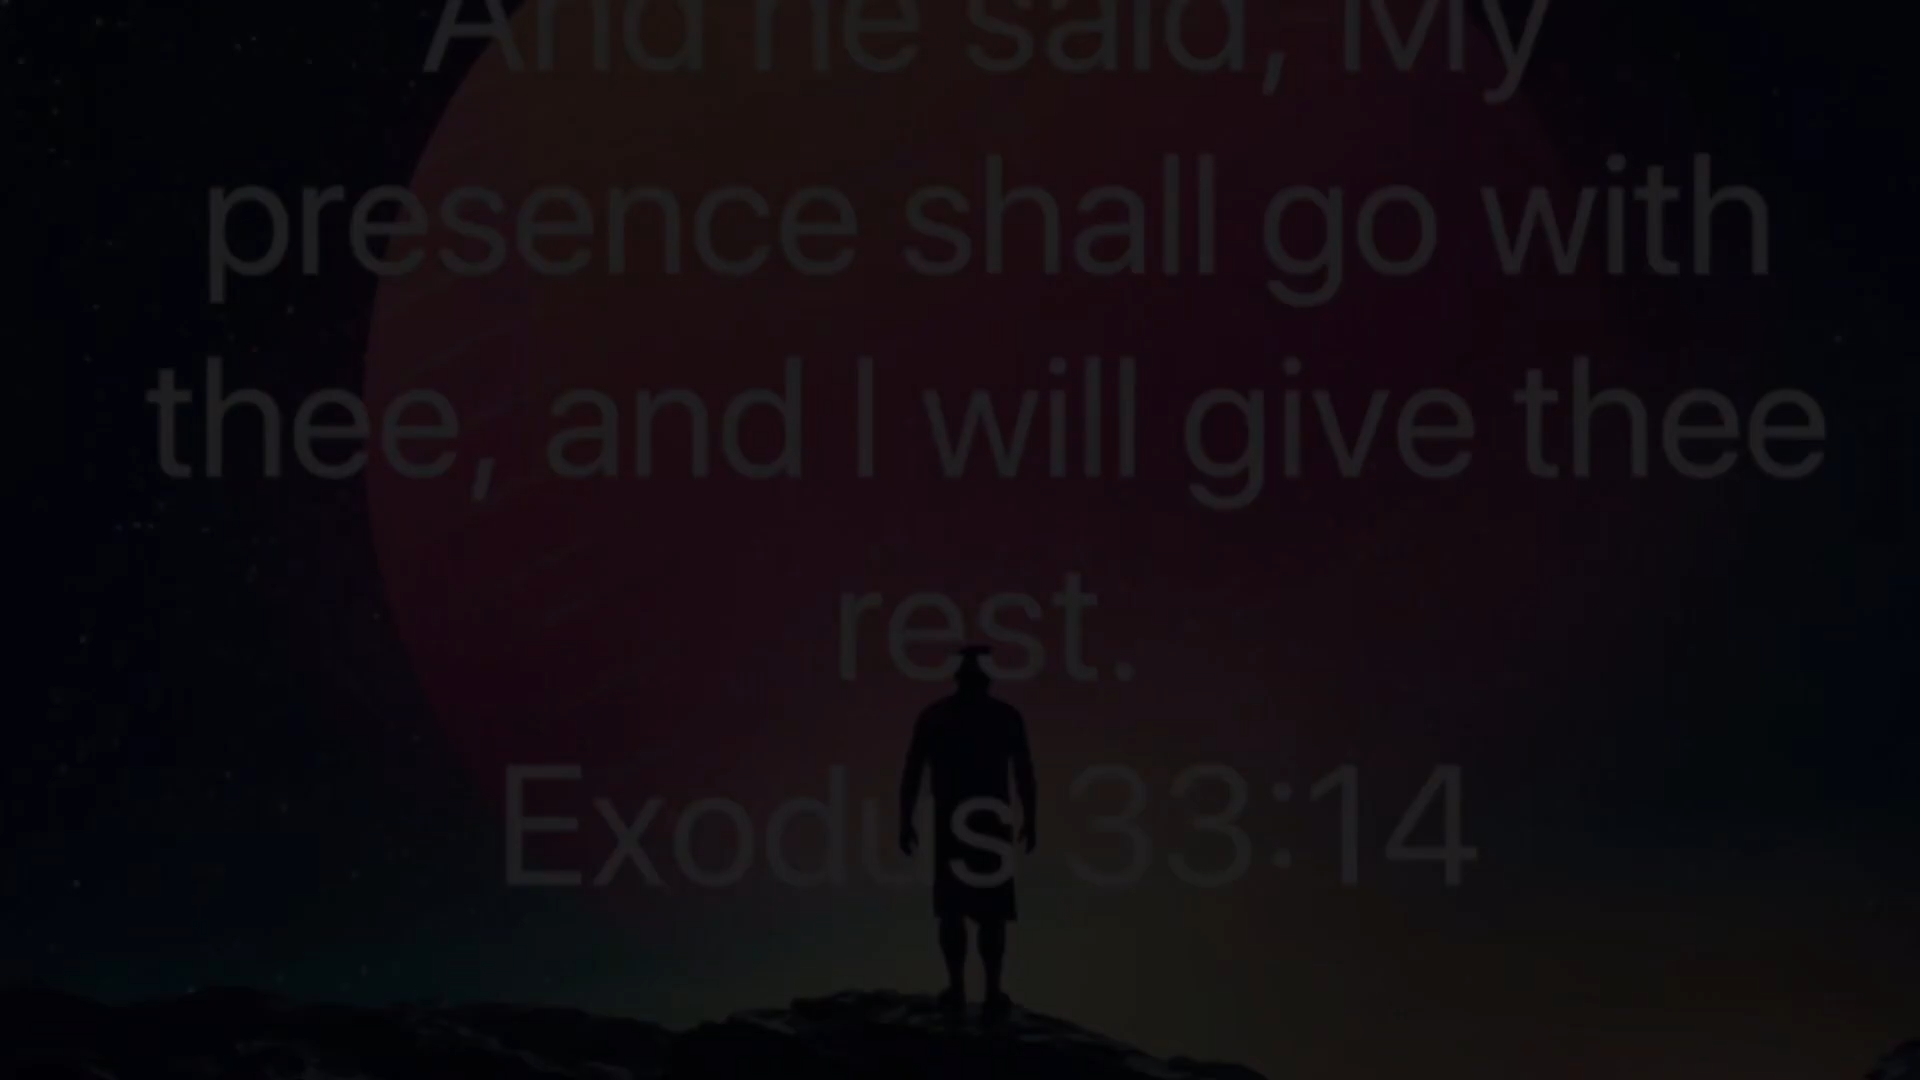 And he said, My
presence shall go with
thee, and I will give thee
rest.
Exodus 33:14